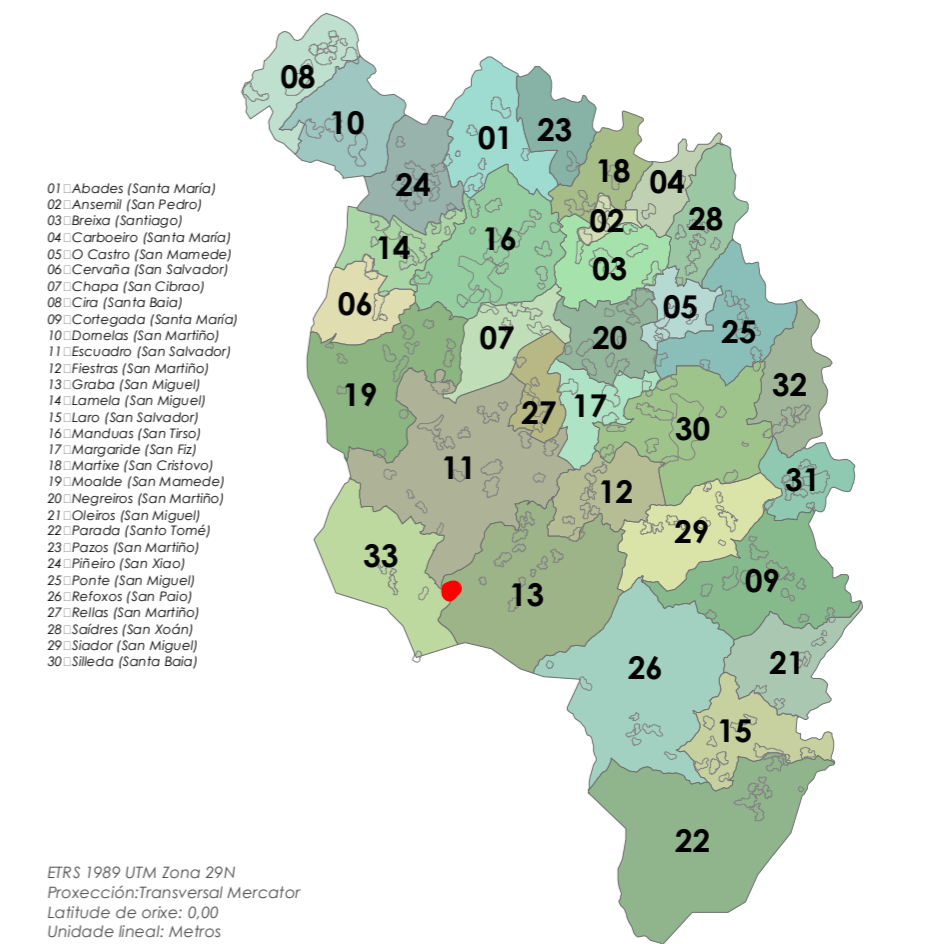 08
10
01
23
24
18
04
02
28
16
14
03
06
05
07
20
25
19
27
17
32
30
11
12
31
29
33
13
09
26
21
15
22
01□Abades (Santa María)
02□Ansemil (San Pedro)
03□Breixa (Santiago)
04□Carboeiro (Santa María)
05□O Castro (San Mamede)
06□Cervaña (San Salvador)
07□Chapa (San Cibrao)
08□Cira (Santa Baia)
09□Cortegada (Santa María)
10□Dornelas (San Martiño)
11□Escuadro (San Salvador)
12□Fiestras (San Martiño)
13□Graba (San Miguel)
14□Lamela (San Miguel)
15□Laro (San Salvador)
16□Manduas (San Tirso)
17□Margaride (San Fiz)
18□Martixe (San Cristovo)
19□Moalde (San Mamede)
20□Negreiros (San Martiño)
21□Oleiros (San Miguel)
22□Parada (Santo Tomé)
23□Pazos (San Martiño)
24□Piñeiro (San Xiao)
25□Ponte (San Miguel)
26□Refoxos (San Paio)
27□Rellas (San Martiño)
28□Saídres (San Xoán)
29□Siador (San Miguel)
30□Silleda (Santa Baia)
ETRS 1989 UTM Zona 29N
Proxección:Transversal Mercator
Latitude de orixe: 0,00
Unidade lineal: Metros